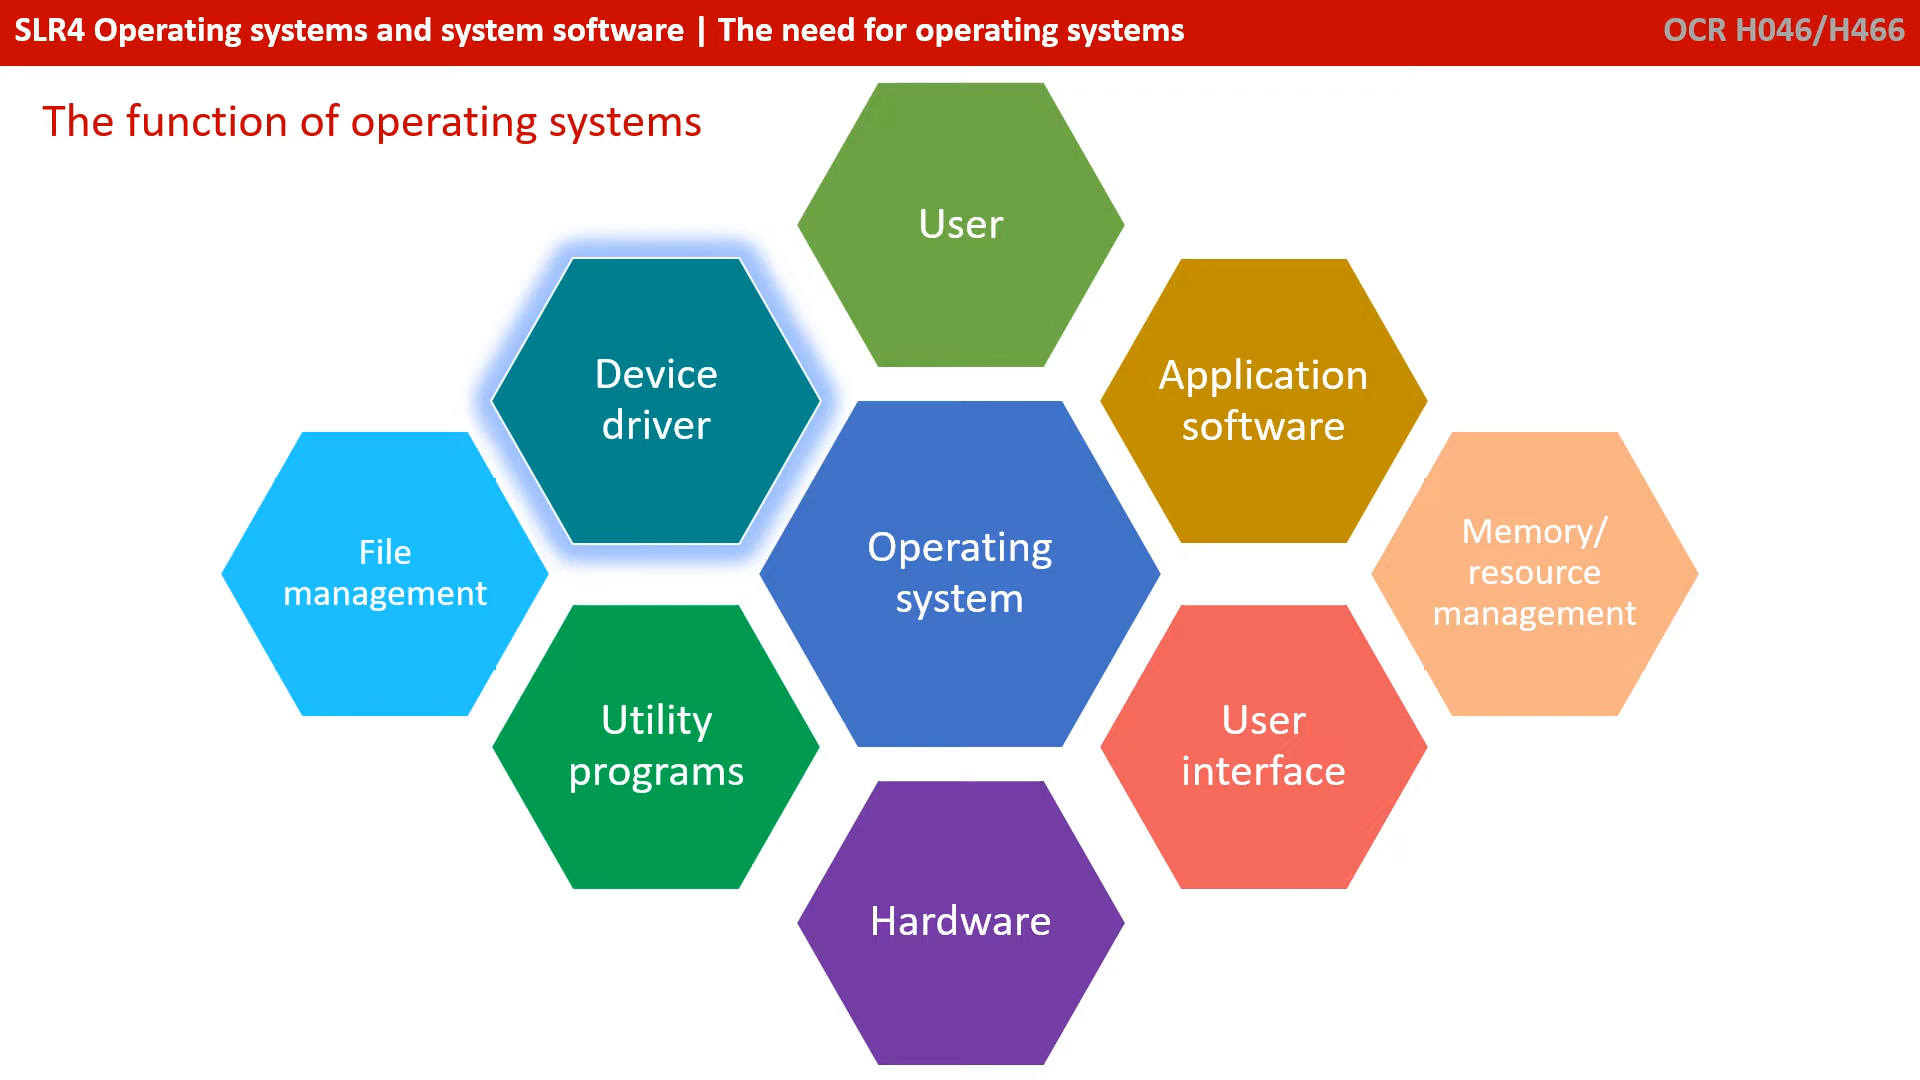 SLR4 Operating systems and system software | The need for operating systems
OCR H046/H466
The function of operating systems
User
Device
driver
Application
software
File
management
Operating
system
Memory/
resource
management
Utility
programs
User
interface
Hardware